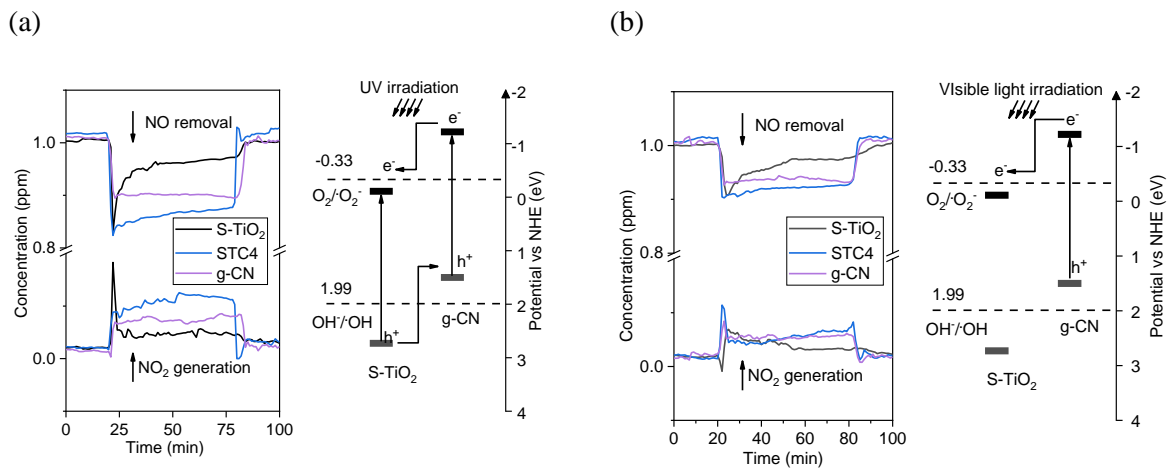 (a)
NO removal
S-TiO₂
STC4
g-CN
NO₂ generation
1.0
0.8
0.0
Concentration (ppm)
0 25 50 75 100
Time (min)
UV irradiation
e⁻
e⁻
-0.33
O₂/·O₂⁻
h⁺
1.99
OH⁻/·OH
g-CN
h⁺
S-TiO₂
-2
-1
0
1
2
3
4
Potential vs NHE (eV)
(b)
NO removal
S-TiO₂
STC4
g-CN
NO₂ generation
1.0
0.8
0.0
Concentration (ppm)
0 20 40 60 80 100
Time (min)
VIsible light irradiation
e⁻
e⁻
-0.33
O₂/·O₂⁻
h⁺
1.99
OH⁻/·OH
g-CN
S-TiO₂
-2
-1
0
1
2
3
4
Potential vs NHE (eV)